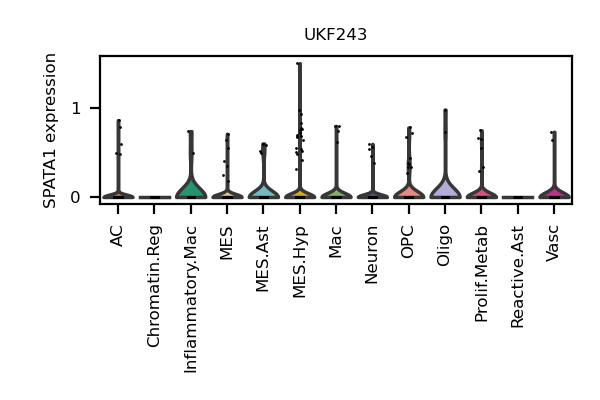 UKF243
SPATA1 expression
1
0
AC
Chromatin.Reg
Inflammatory.Mac
MES
MES.Ast
MES.Hyp
Mac
Neuron
OPC
Oligo
Prolif.Metab
Reactive.Ast
Vasc